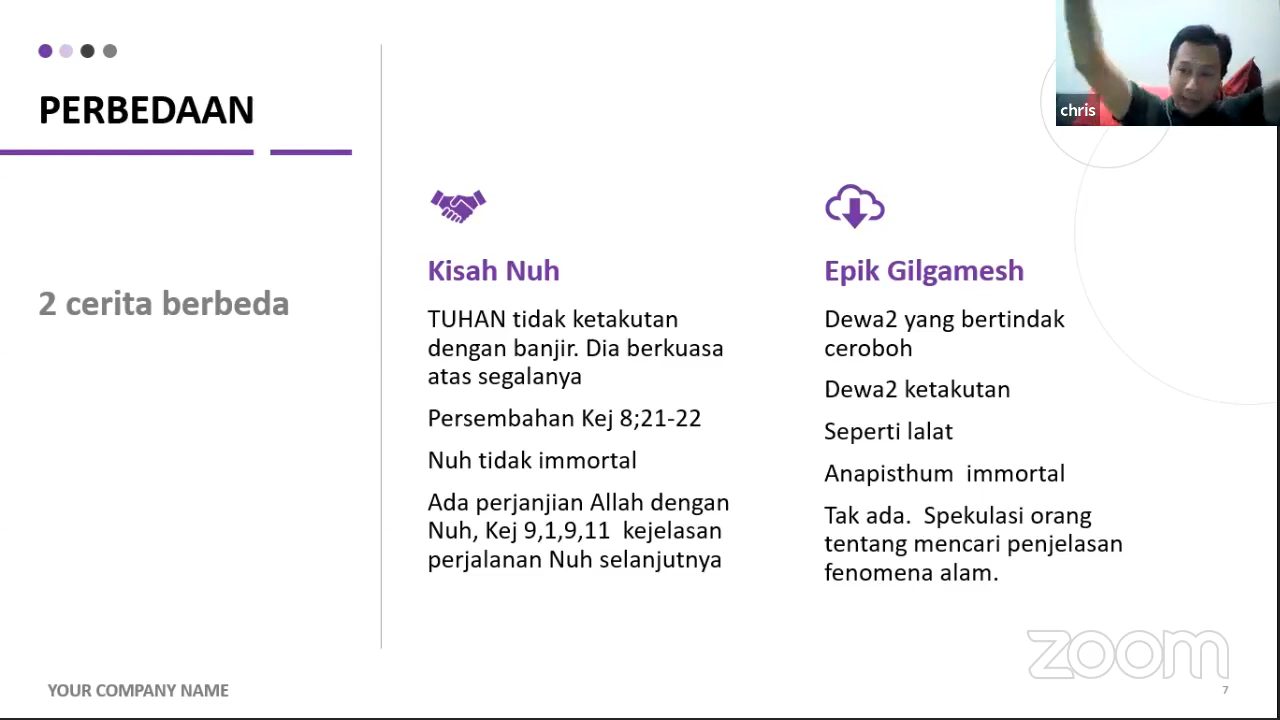 PERBEDAAN
2 cerita berbeda
Kisah Nuh
TUHAN tidak ketakutan
dengan banjir. Dia berkuasa
atas segalanya
Persembahan Kej 8;21-22
Nuh tidak immortal
Ada perjanjian Allah dengan
Nuh, Kej 9,1,9,11  kejelasan
perjalanan Nuh selanjutnya
Epik Gilgamesh
Dewa2 yang bertindak
ceroboh
Dewa2 ketakutan
Seperti lalat
Anapisthum  immortal
Tak ada.  Spekulasi orang
tentang mencari penjelasan
fenomena alam.
chris
zoom
YOUR COMPANY NAME
7